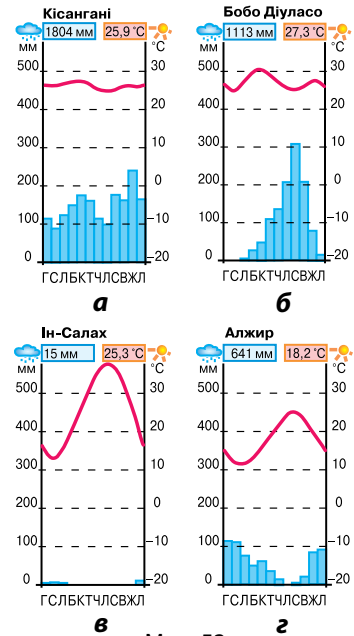 Кісангані
1804 мм 25,9 °С
мм °С
500 30
400 20
300 10
200 0
100 –10
0 –20
ГСЛБКТЧЛСВЖЛ
а
Бобо Діуласо
1113 мм 27,3 °С
мм °С
500 30
400 20
300 10
200 0
100 –10
0 –20
ГСЛБКТЧЛСВЖЛ
б
Ін-Салах
15 мм 25,3 °С
мм °С
500 30
400 20
300 10
200 0
100 –10
0 –20
ГСЛБКТЧЛСВЖЛ
в
Алжир
641 мм 18,2 °С
мм °С
500 30
400 20
300 10
200 0
100 –10
0 –20
ГСЛБКТЧЛСВЖЛ
г